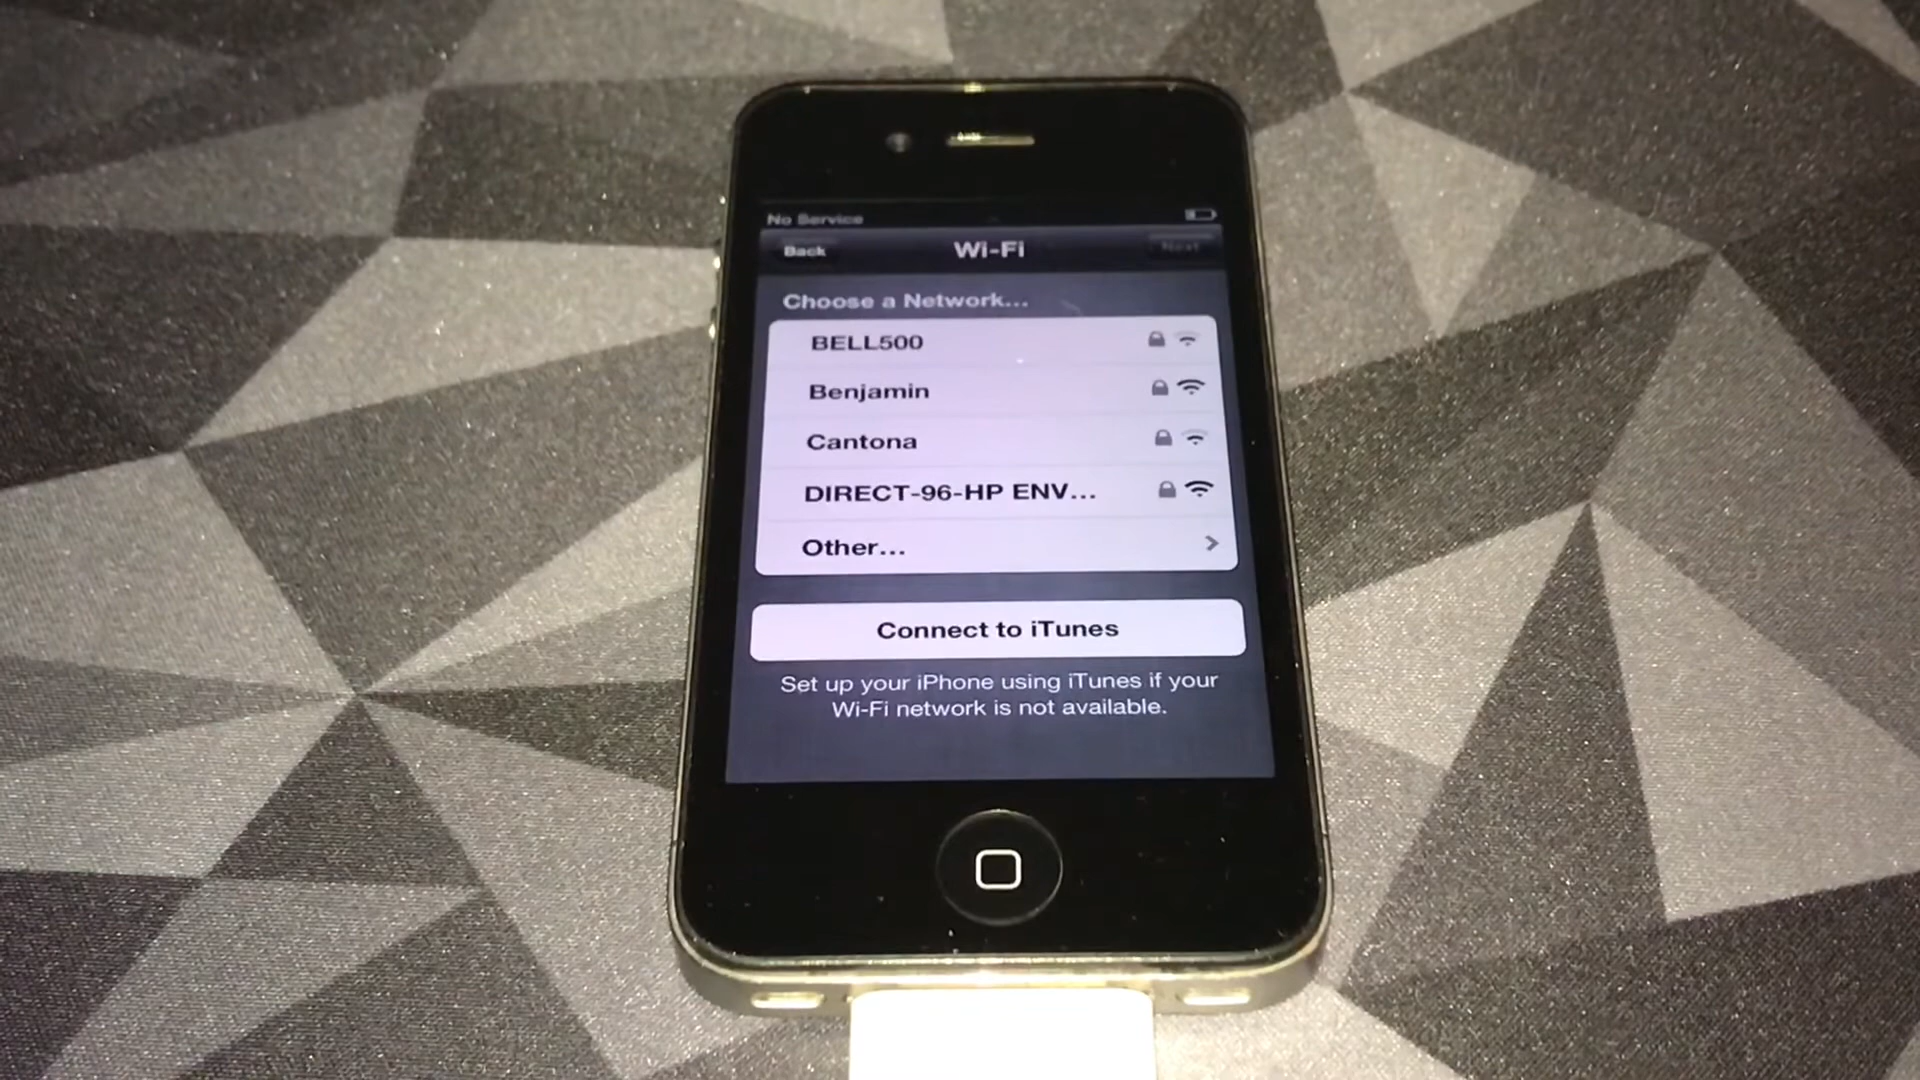 No Service
Back
Wi-Fi
Next
Choose a Network...
BELL500
Benjamin
Cantona
DIRECT-96-HP ENV...
Other...
Connect to iTunes
Set up your iPhone using iTunes if your
Wi-Fi network is not available.